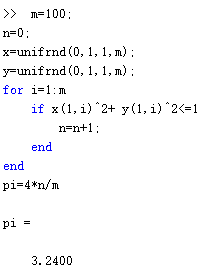 >>  m=100;
n=0;
x=unifrnd(0,1,1,m);
y=unifrnd(0,1,1,m);
for i=1:m
    if x(1,i)^2+ y(1,i)^2<=1
        n=n+1;
    end
end
pi=4*n/m
pi =
    3.2400